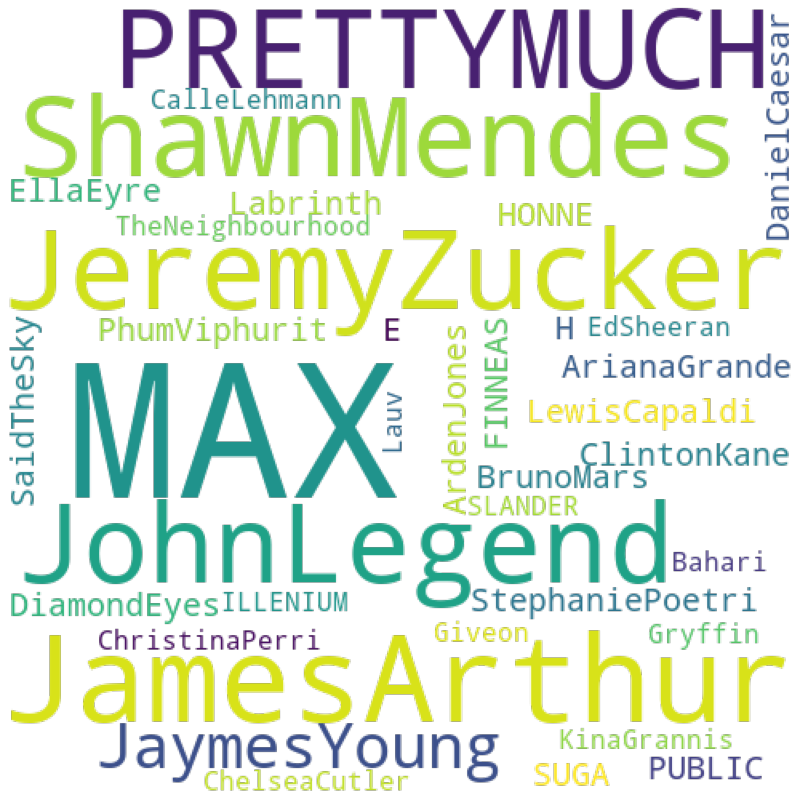 PRETTYMUCH
DanielCaesar
CalleLehmann
ShawnMendes
EllaEyre
Labrinth
HONNE
TheNeighbourhood
JeremyZucker
SaidTheSky
PhumViphurit
E
ArdenJones
FINNEAS
H
EdSheeran
ArianaGrande
MAX
Lauv
LewisCapaldi
ClintonKane
BrunoMars
SLANDER
JohnLegend
Bahari
DiamondEyes
ILLENIUM
StephaniePoetri
ChristinaPerri
Giveon
Gryffin
JamesArthur
JaymesYoung
KinaGrannis
PUBLIC
SUGA
ChelseaCutler